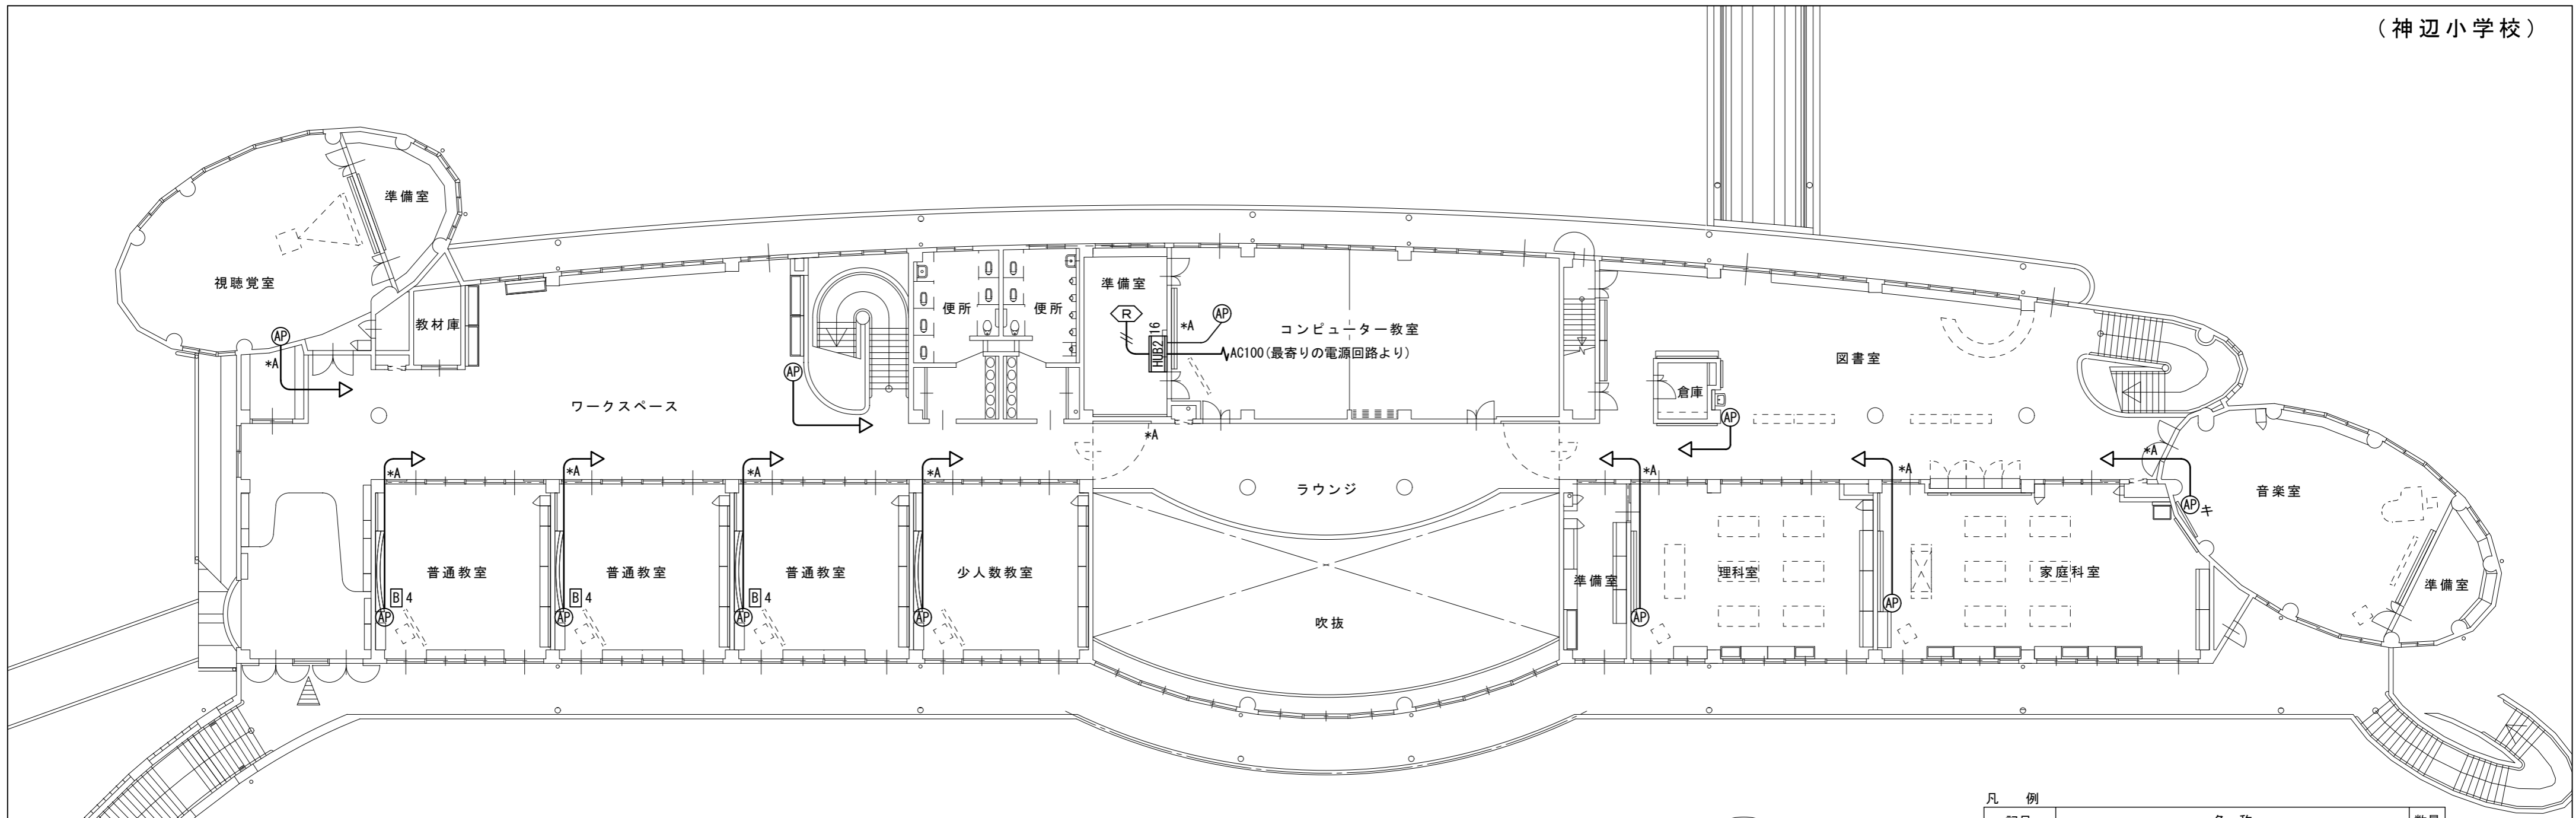 (神辺小学校)
準備室
視聴覚室
教材庫
便所
便所
準備室
コンピューター教室
図書室
倉庫
ワークスペース
AP
*A
AP
R
HUB2
16
*A
AP
AC100(最寄りの電源回路より)
*A
AP
ラウンジ
音楽室
準備室
*A
*A
*A
*A
*A
*A
*A
普通教室
普通教室
普通教室
少人数教室
準備室
理科室
家庭科室
吹抜
B 4
B 4
B 4
AP
AP
AP
AP
AP
AP
AP キ
凡 例